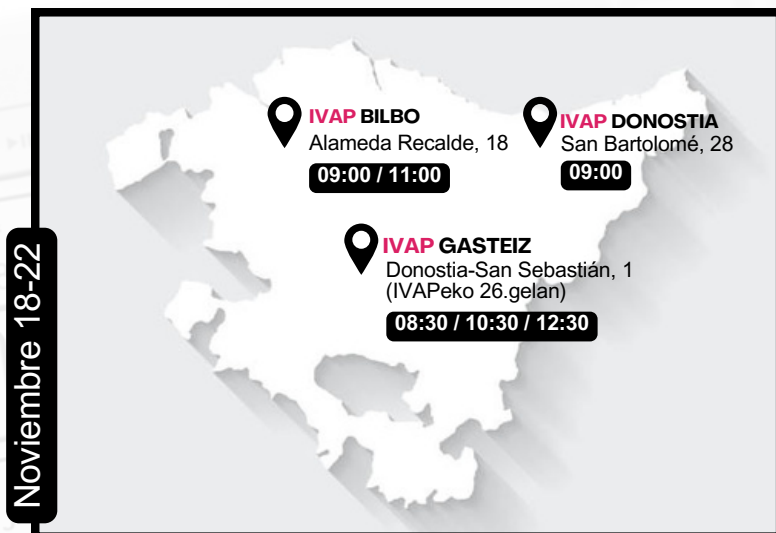 Noviembre 18-22
IVAP BILBO
Alameda Recalde, 18
09:00 / 11:00
IVAP DONOSTIA
San Bartolomé, 28
09:00
IVAP GASTEIZ
Donostia-San Sebastián, 1
(IVAPeko 26.gelan)
08:30 / 10:30 / 12:30